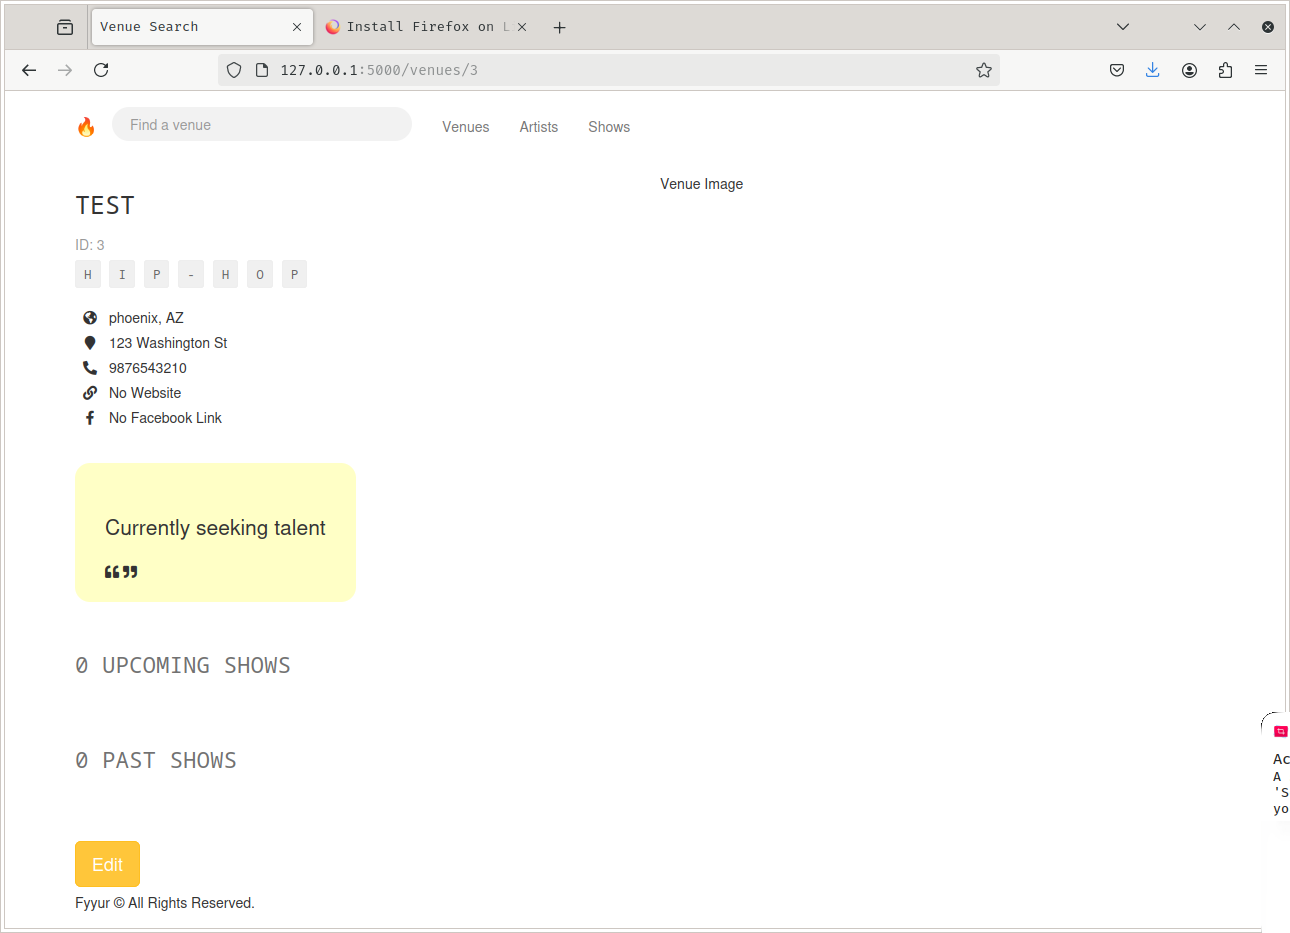 Venue Search
Install Firefox on L
127.0.0.1:5000/venues/3
Find a venue
Venues
Artists
Shows
TEST
Venue Image
ID: 3
H I P - H O P
phoenix, AZ
123 Washington St
9876543210
No Website
No Facebook Link
Currently seeking talent
❝❞
0 UPCOMING SHOWS
0 PAST SHOWS
Ac
A
'S
yo
Edit
Fyyur © All Rights Reserved.